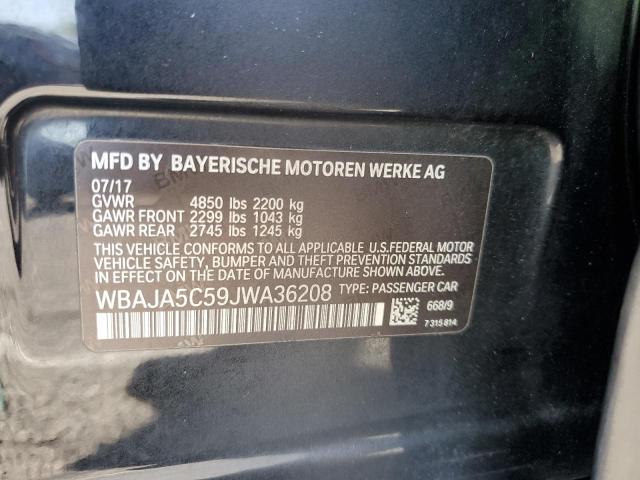 MFD BY BAYERISCHE MOTOREN WERKE AG
07/17
GVWR 4850 lbs 2200 kg
GAWR FRONT 2299 lbs 1043 kg
GAWR REAR 2745 lbs 1245 kg
THIS VEHICLE CONFORMS TO ALL APPLICABLE U.S.FEDERAL MOTOR
VEHICLE SAFETY, BUMPER, AND THEFT PREVENTION STANDARDS
IN EFFECT ON THE DATE OF MANUFACTURE SHOWN ABOVE.
WBAJA5C59JWA36208 TYPE: PASSENGER CAR
668/9
7 315 814